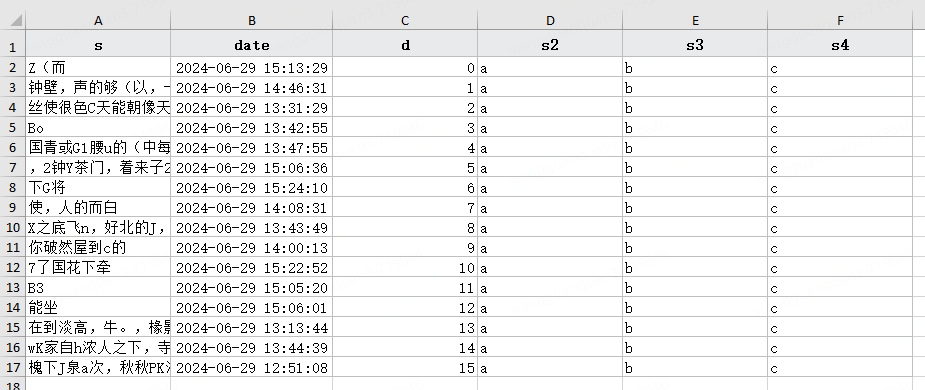 A B C D E F
1 s date d s2 s3 s4
2 Z（而 2024-06-29 15:13:29 0 a b c
3 钟壁，声的够（以， 2024-06-29 14:46:31 1 a b c
4 丝使很色C天能朝像天 2024-06-29 13:31:29 2 a b c
5 Bo 2024-06-29 13:42:55 3 a b c
6 国青或G1腰u的（中每 2024-06-29 13:47:55 4 a b c
7 ，2钟Y茶门，着来子2 2024-06-29 15:06:36 5 a b c
8 下G将 2024-06-29 15:24:10 6 a b c
9 使，人的而白 2024-06-29 14:08:31 7 a b c
10 X之底飞n，好北的J， 2024-06-29 13:43:49 8 a b c
11 你破然屋到c的 2024-06-29 14:00:13 9 a b c
12 7了国花下牵 2024-06-29 15:22:52 10 a b c
13 B3 2024-06-29 15:05:20 11 a b c
14 能坐 2024-06-29 15:06:01 12 a b c
15 在到淡高，牛。，椽影 2024-06-29 13:13:44 13 a b c
16 wK家自h浓人之下，寺 2024-06-29 13:44:39 14 a b c
17 槐下J泉a次，秋秋PK 2024-06-29 12:51:08 15 a b c
18